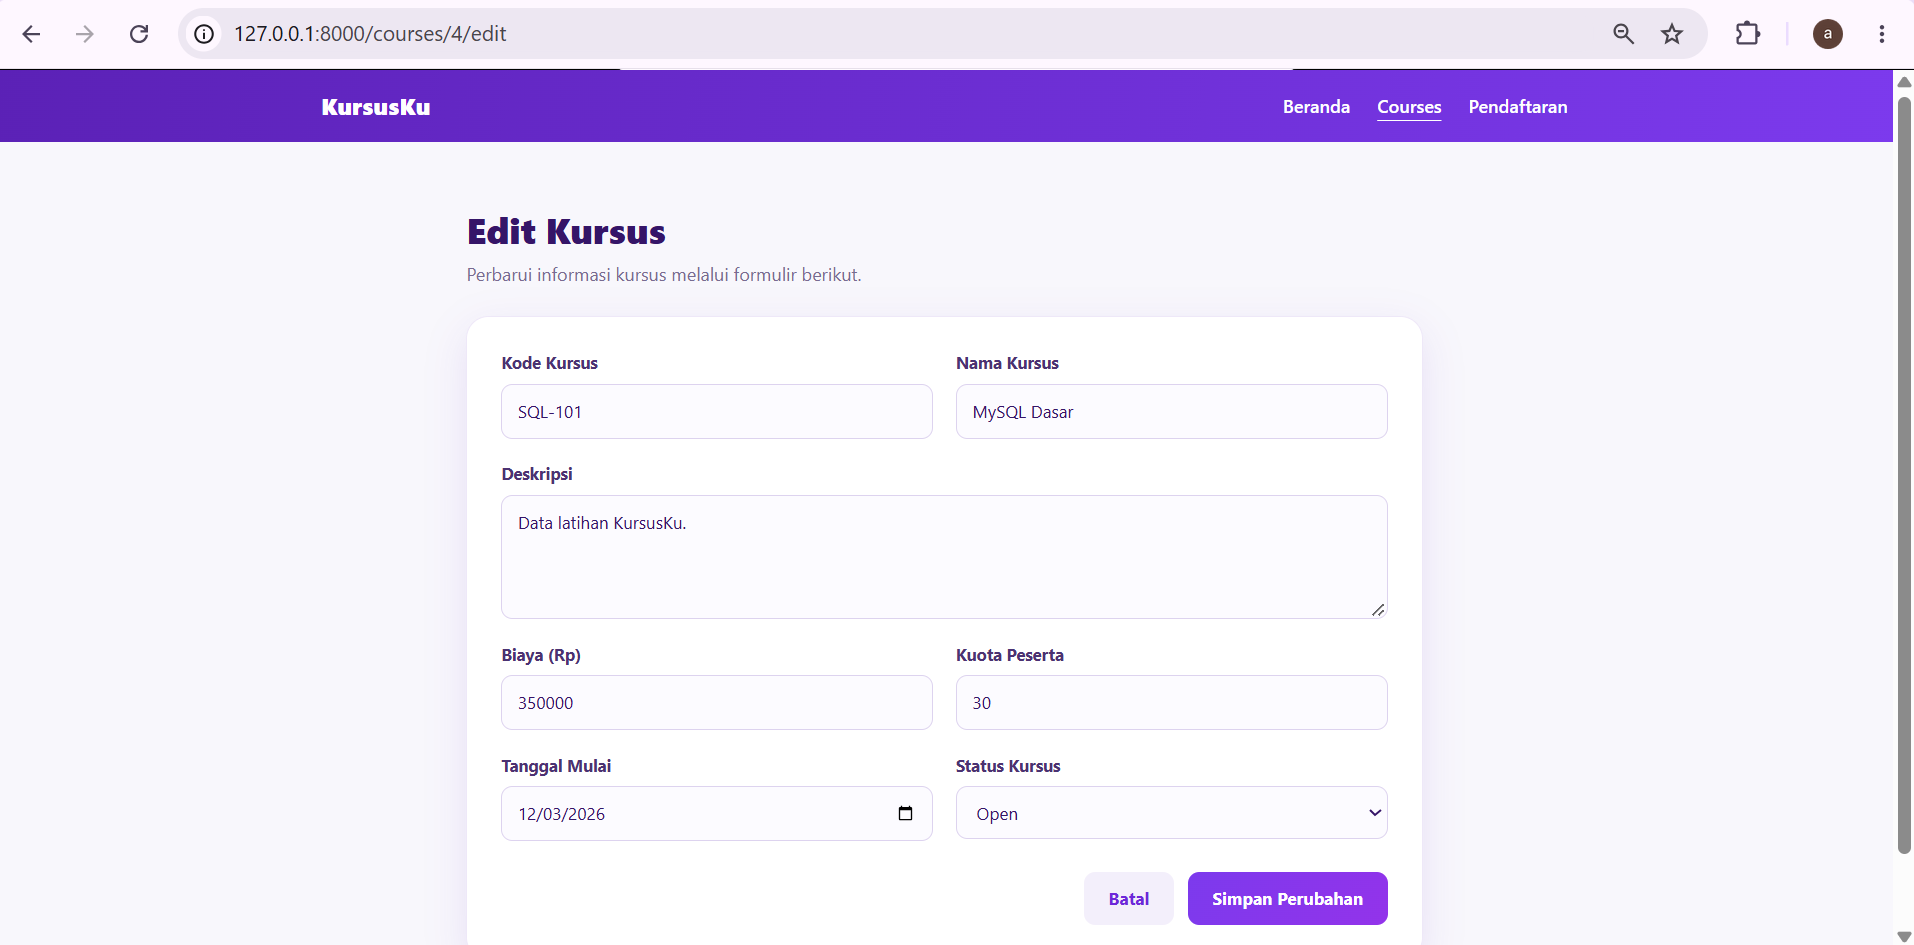 127.0.0.1:8000/courses/4/edit
a
KursusKu
Beranda Courses Pendaftaran
Edit Kursus
Perbarui informasi kursus melalui formulir berikut.
Kode Kursus Nama Kursus
SQL-101 MySQL Dasar
Deskripsi
Data latihan KursusKu.
Biaya (Rp) Kuota Peserta
350000 30
Tanggal Mulai Status Kursus
12/03/2026 Open
Batal Simpan Perubahan